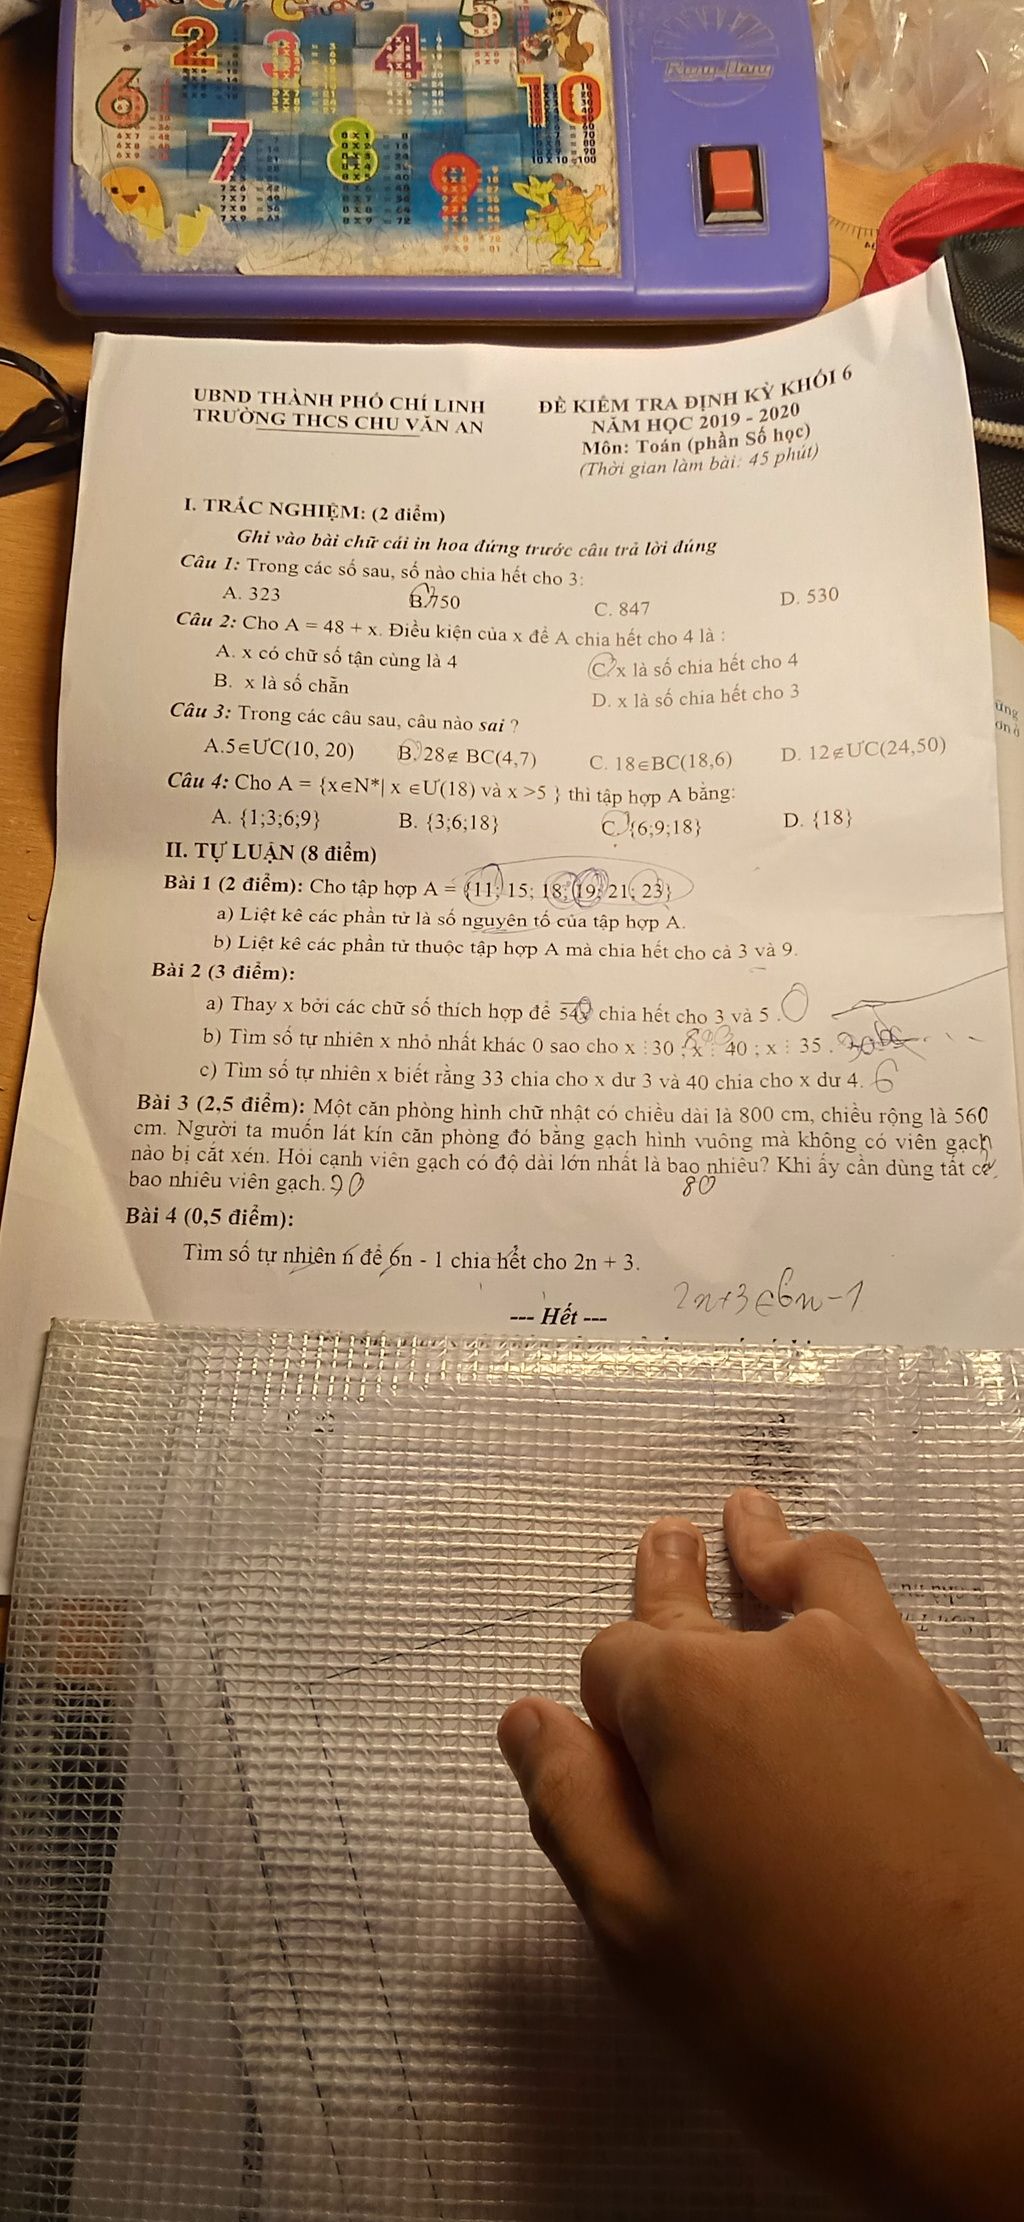 2 3 4 5
6 7 8 9 10
Rạng Đông
UBND THÀNH PHỐ CHÍ LINH
TRƯỜNG THCS CHU VĂN AN
ĐỀ KIỂM TRA ĐỊNH KỲ KHỐI 6
NĂM HỌC 2019 - 2020
Môn: Toán (phần Số học)
(Thời gian làm bài: 45 phút)
I. TRẮC NGHIỆM: (2 điểm)
Ghi vào bài chữ cái in hoa đứng trước câu trả lời đúng
Câu 1: Trong các số sau, số nào chia hết cho 3:
A. 323 B. 750 C. 847 D. 530
Câu 2: Cho A = 48 + x. Điều kiện của x để A chia hết cho 4 là :
A. x có chữ số tận cùng là 4 C. x là số chia hết cho 4
B. x là số chẵn D. x là số chia hết cho 3
Câu 3: Trong các câu sau, câu nào sai ?
A.5∈ƯC(10, 20) B. 28∉ BC(4,7) C. 18∈BC(18,6) D. 12∉ƯC(24,50)
Câu 4: Cho A = {x∈N*| x ∈Ư(18) và x >5 } thì tập hợp A bằng:
A. {1;3;6;9} B. {3;6;18} C. {6;9;18} D. {18}
II. TỰ LUẬN (8 điểm)
Bài 1 (2 điểm): Cho tập hợp A = {11; 15; 18; 19; 21; 23}
a) Liệt kê các phần tử là số nguyên tố của tập hợp A.
b) Liệt kê các phần tử thuộc tập hợp A mà chia hết cho cả 3 và 9.
Bài 2 (3 điểm):
a) Thay x bởi các chữ số thích hợp để 54x chia hết cho 3 và 5 . 0
b) Tìm số tự nhiên x nhỏ nhất khác 0 sao cho x ⋮ 30 ; x ⋮ 40 ; x ⋮ 35 .
c) Tìm số tự nhiên x biết rằng 33 chia cho x dư 3 và 40 chia cho x dư 4. 6
Bài 3 (2,5 điểm): Một căn phòng hình chữ nhật có chiều dài là 800 cm, chiều rộng là 560
cm. Người ta muốn lát kín căn phòng đó bằng gạch hình vuông mà không có viên gạch
nào bị cắt xén. Hỏi cạnh viên gạch có độ dài lớn nhất là bao nhiêu? Khi ấy cần dùng tất cả
bao nhiêu viên gạch. 90 80
Bài 4 (0,5 điểm):
Tìm số tự nhiên n để 6n - 1 chia hết cho 2n + 3.
2n+3∈6n-1
--- Hết ---